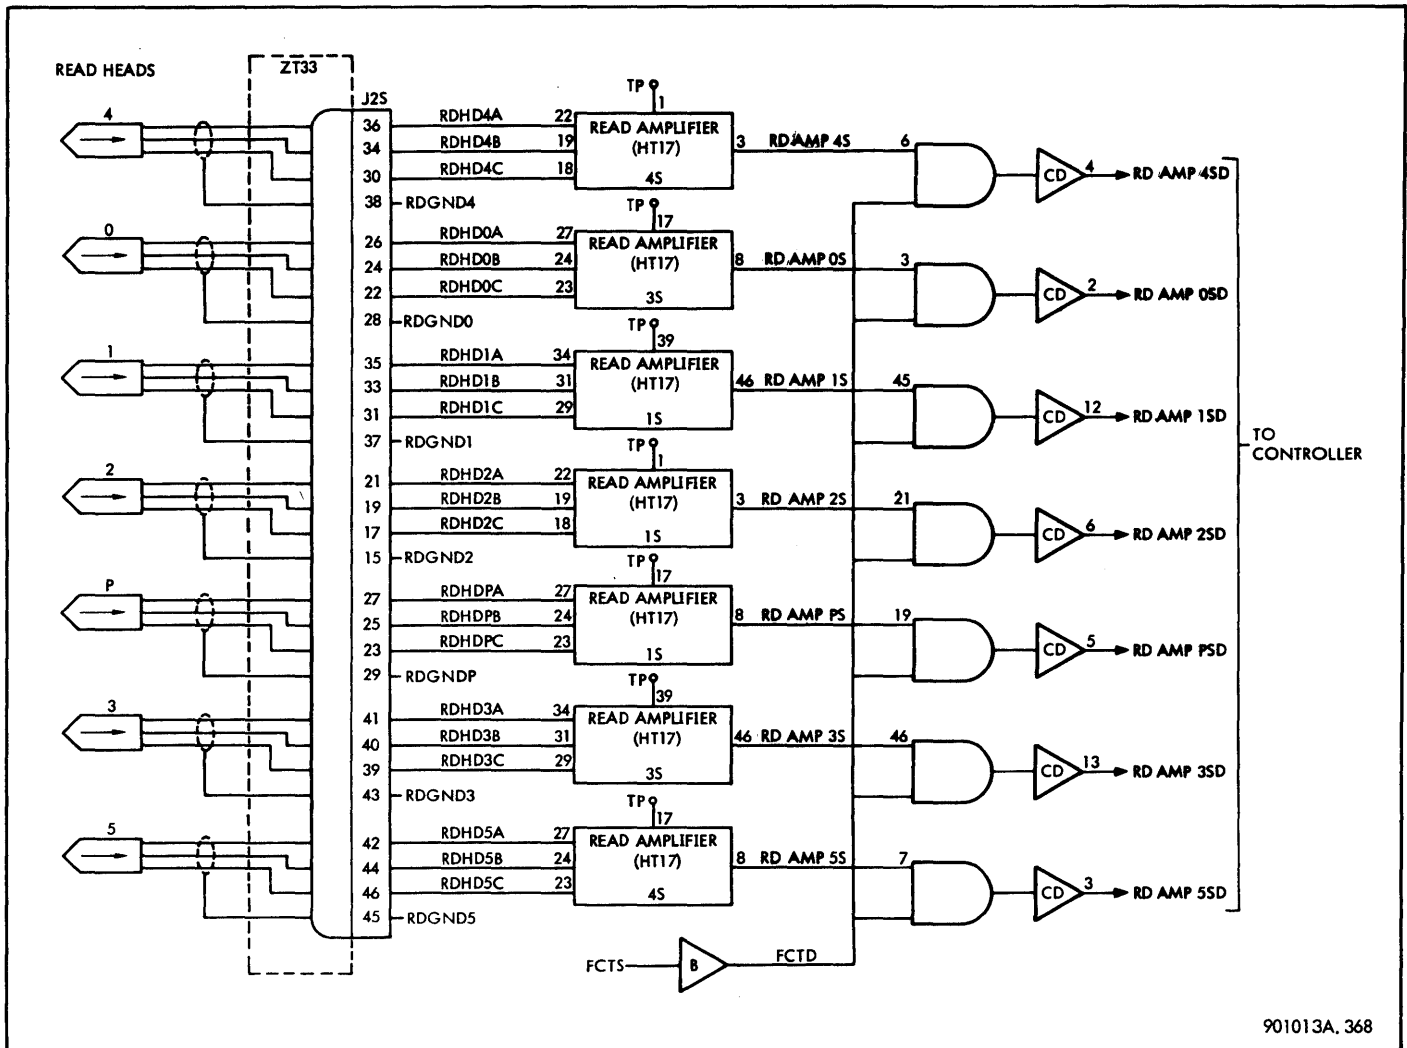 READ HEADS
ZT33
J2S
4
36 RDHD4A 22
34 RDHD4B 19
30 RDHD4C 18
38 RDGND4
TP 1
READ AMPLIFIER
(HT17)
4S
3 RD AMP 4S 6
CD 4 RD AMP 4SD
0
26 RDHD0A 27
24 RDHD0B 24
22 RDHD0C 23
28 RDGND0
TP 17
READ AMPLIFIER
(HT17)
3S
8 RD AMP 0S 3
CD 2 RD AMP 0SD
1
35 RDHD1A 34
33 RDHD1B 31
31 RDHD1C 29
37 RDGND1
TP 39
READ AMPLIFIER
(HT17)
1S
46 RD AMP 1S 45
CD 12 RD AMP 1SD
2
21 RDHD2A 22
19 RDHD2B 19
17 RDHD2C 18
15 RDGND2
TP 1
READ AMPLIFIER
(HT17)
1S
3 RD AMP 2S 21
CD 6 RD AMP 2SD
P
27 RDHDPA 27
25 RDHDPB 24
23 RDHDPC 23
29 RDGNDP
TP 17
READ AMPLIFIER
(HT17)
1S
8 RD AMP PS 19
CD 5 RD AMP PSD
3
41 RDHD3A 34
40 RDHD3B 31
39 RDHD3C 29
43 RDGND3
TP 39
READ AMPLIFIER
(HT17)
3S
46 RD AMP 3S 46
CD 13 RD AMP 3SD
5
42 RDHD5A 27
44 RDHD5B 24
46 RDHD5C 23
45 RDGND5
TP 17
READ AMPLIFIER
(HT17)
4S
8 RD AMP 5S 7
CD 3 RD AMP 5SD
TO
CONTROLLER
FCTS B FCTD
901013A. 368